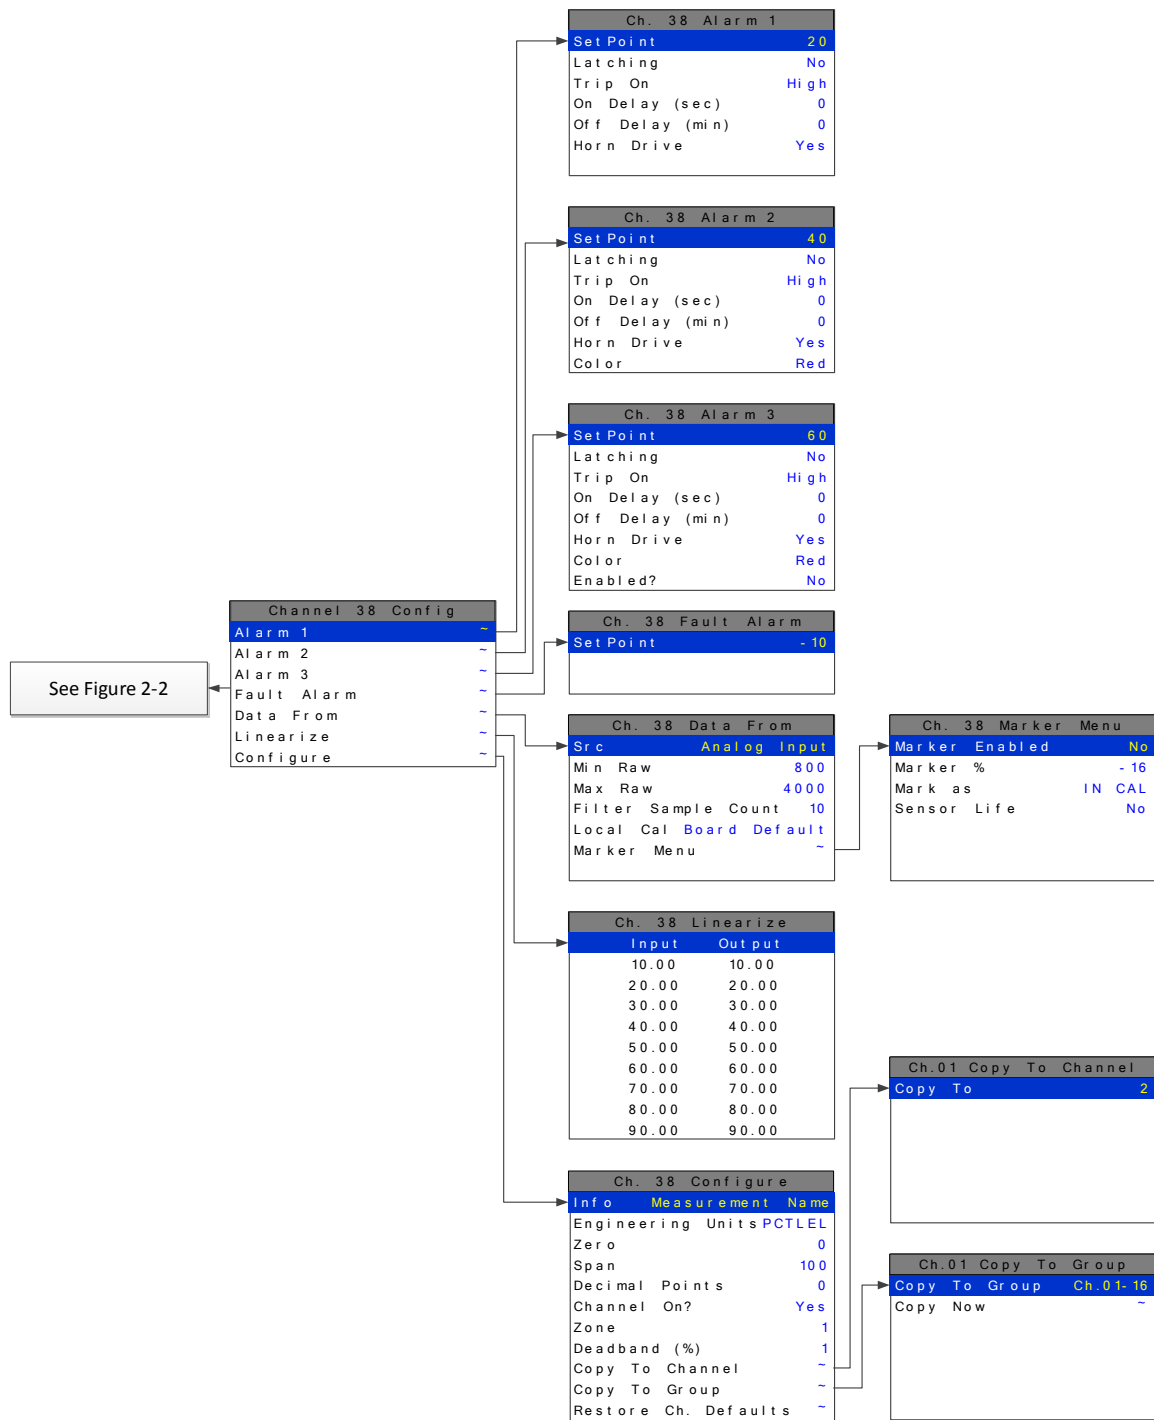 Ch. 38 Alarm 1
SetPoint 20
Latching No
Trip On High
On Delay (sec) 0
Off Delay (min) 0
Horn Drive Yes
Ch. 38 Alarm 2
SetPoint 40
Latching No
Trip On High
On Delay (sec) 0
Off Delay (min) 0
Horn Drive Yes
Color Red
Ch. 38 Alarm 3
SetPoint 60
Latching No
Trip On High
On Delay (sec) 0
Off Delay (min) 0
Horn Drive Yes
Color Red
Enabled? No
See Figure 2-2
Channel 38 Config
Alarm 1 ~
Alarm 2 ~
Alarm 3 ~
Fault Alarm ~
Data From ~
Linearize ~
Configure ~
Ch. 38 Fault Alarm
SetPoint -10
Ch. 38 Data From
Src Analog Input
Min Raw 800
Max Raw 4000
Filter Sample Count 10
Local Cal Board Default
Marker Menu ~
Ch. 38 Marker Menu
Marker Enabled No
Marker % -16
Mark as IN CAL
Sensor Life No
Ch. 38 Linearize
Input Output
10.00 10.00
20.00 20.00
30.00 30.00
40.00 40.00
50.00 50.00
60.00 60.00
70.00 70.00
80.00 80.00
90.00 90.00
Ch. 38 Configure
Info Measurement Name
Engineering Units PCTLEL
Zero 0
Span 100
Decimal Points 0
Channel On? Yes
Zone 1
Deadband (%) 1
Copy To Channel ~
Copy To Group ~
Restore Ch. Defaults ~
Ch.01 Copy To Channel
Copy To 2
Ch.01 Copy To Group
Copy To Group Ch.01-16
Copy Now ~